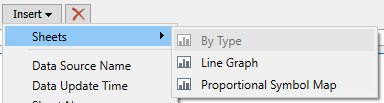 Insert
Sheets
By Type
Data Source Name
Line Graph
Data Update Time
Proportional Symbol Map